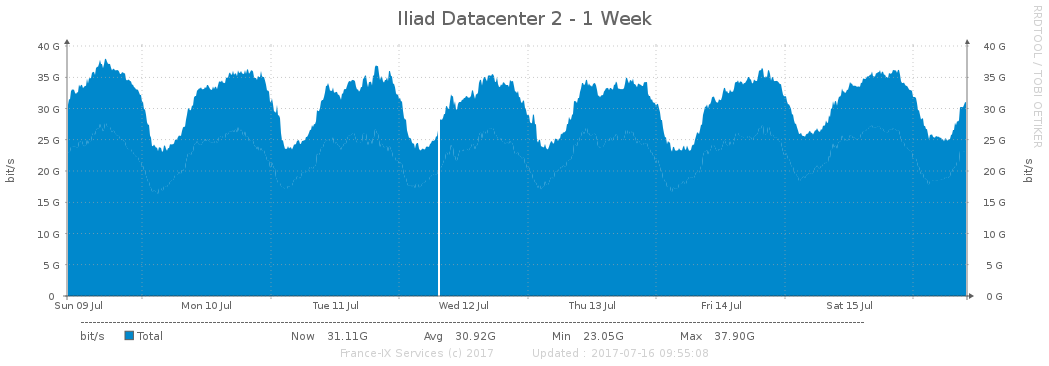 Iliad Datacenter 2 - 1 Week
RRDTOOL / TOBI OETIKER
40 G 40 G
35 G 35 G
30 G 30 G
25 G 25 G
20 G 20 G
15 G 15 G
10 G 10 G
5 G 5 G
0 0 G
bit/s bit/s
Sun 09 Jul Mon 10 Jul Tue 11 Jul Wed 12 Jul Thu 13 Jul Fri 14 Jul Sat 15 Jul
bit/s Total Now 31.11G Avg 30.92G Min 23.05G Max 37.90G
France-IX Services (c) 2017 Updated : 2017-07-16 09:55:08